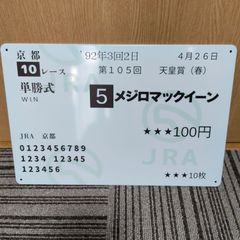 京都 92年3回2日 4月26日
10レース 第105回 天皇賞（春）
単勝式
WIN
5 メジロマックイーン
★★★100円
JRA 京都
0123456789
1234 12345
123456
★★★10枚
JRA
JRA